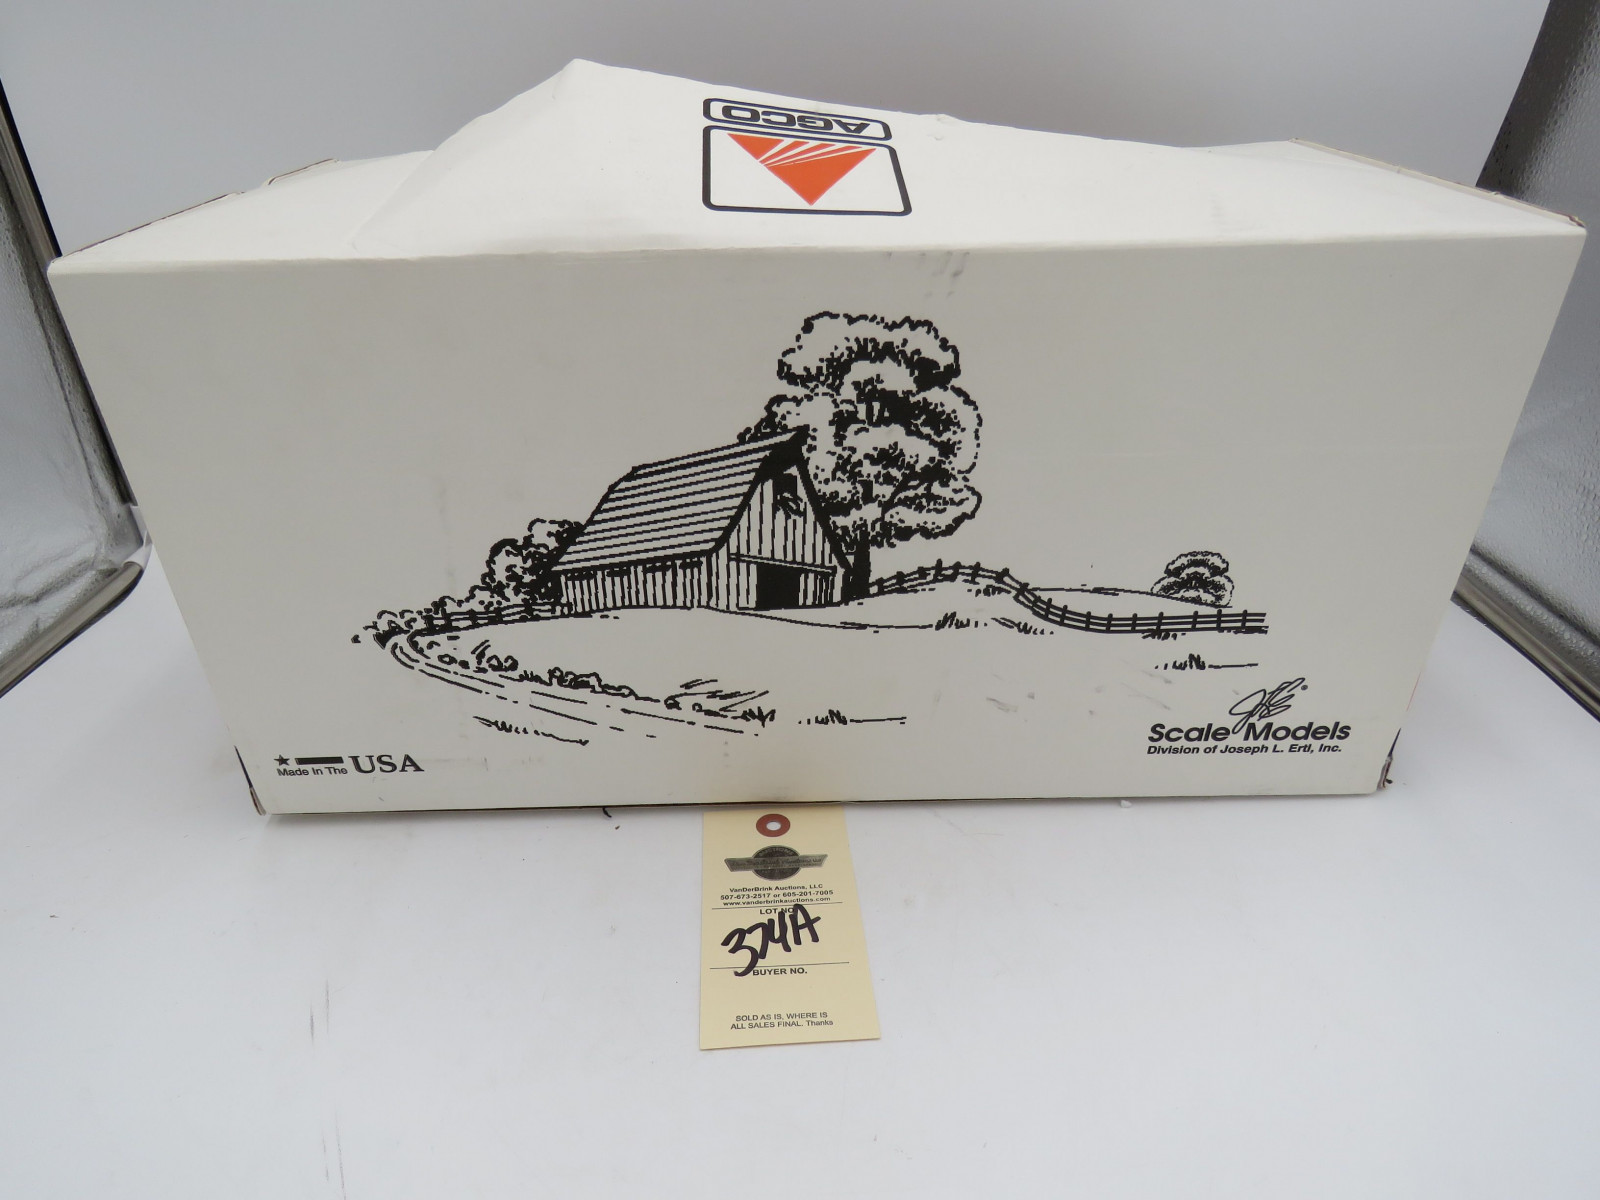 AGCO
JLE®
Scale Models
Division of Joseph L. Ertl, Inc.
Made In The USA
VanDerBrink Auctions, LLC
507-673-2517 or 605-201-7005
www.vanderbrinkauctions.com
LOT NO.
374A
BUYER NO.
SOLD AS IS, WHERE IS
ALL SALES FINAL. Thanks